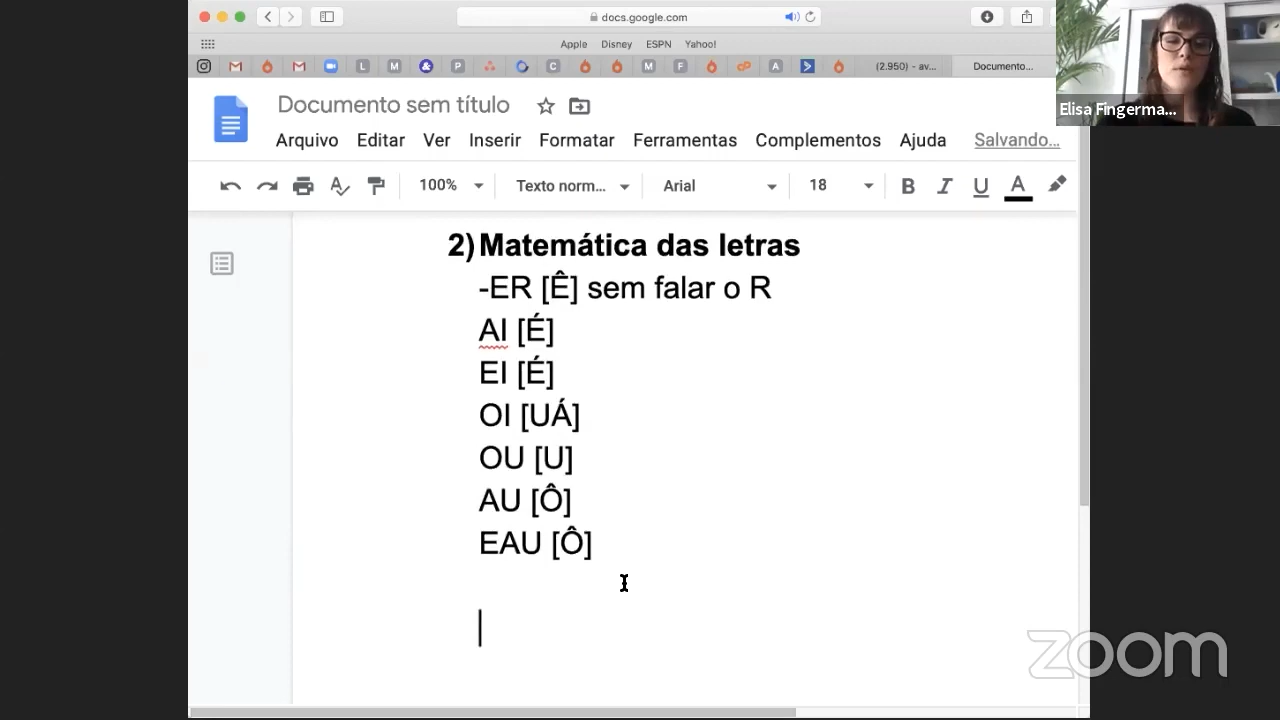 docs.google.com
Apple Disney ESPN Yahoo!
L M P C M F A (2.950) - av... Documento...
Elisa Fingerma...
Documento sem título
Arquivo Editar Ver Inserir Formatar Ferramentas Complementos Ajuda Salvando...
100% Texto norm... Arial 18 B I U A
2) Matemática das letras
-ER [Ê] sem falar o R
AI [É]
EI [É]
OI [UÁ]
OU [U]
AU [Ô]
EAU [Ô]
zoom